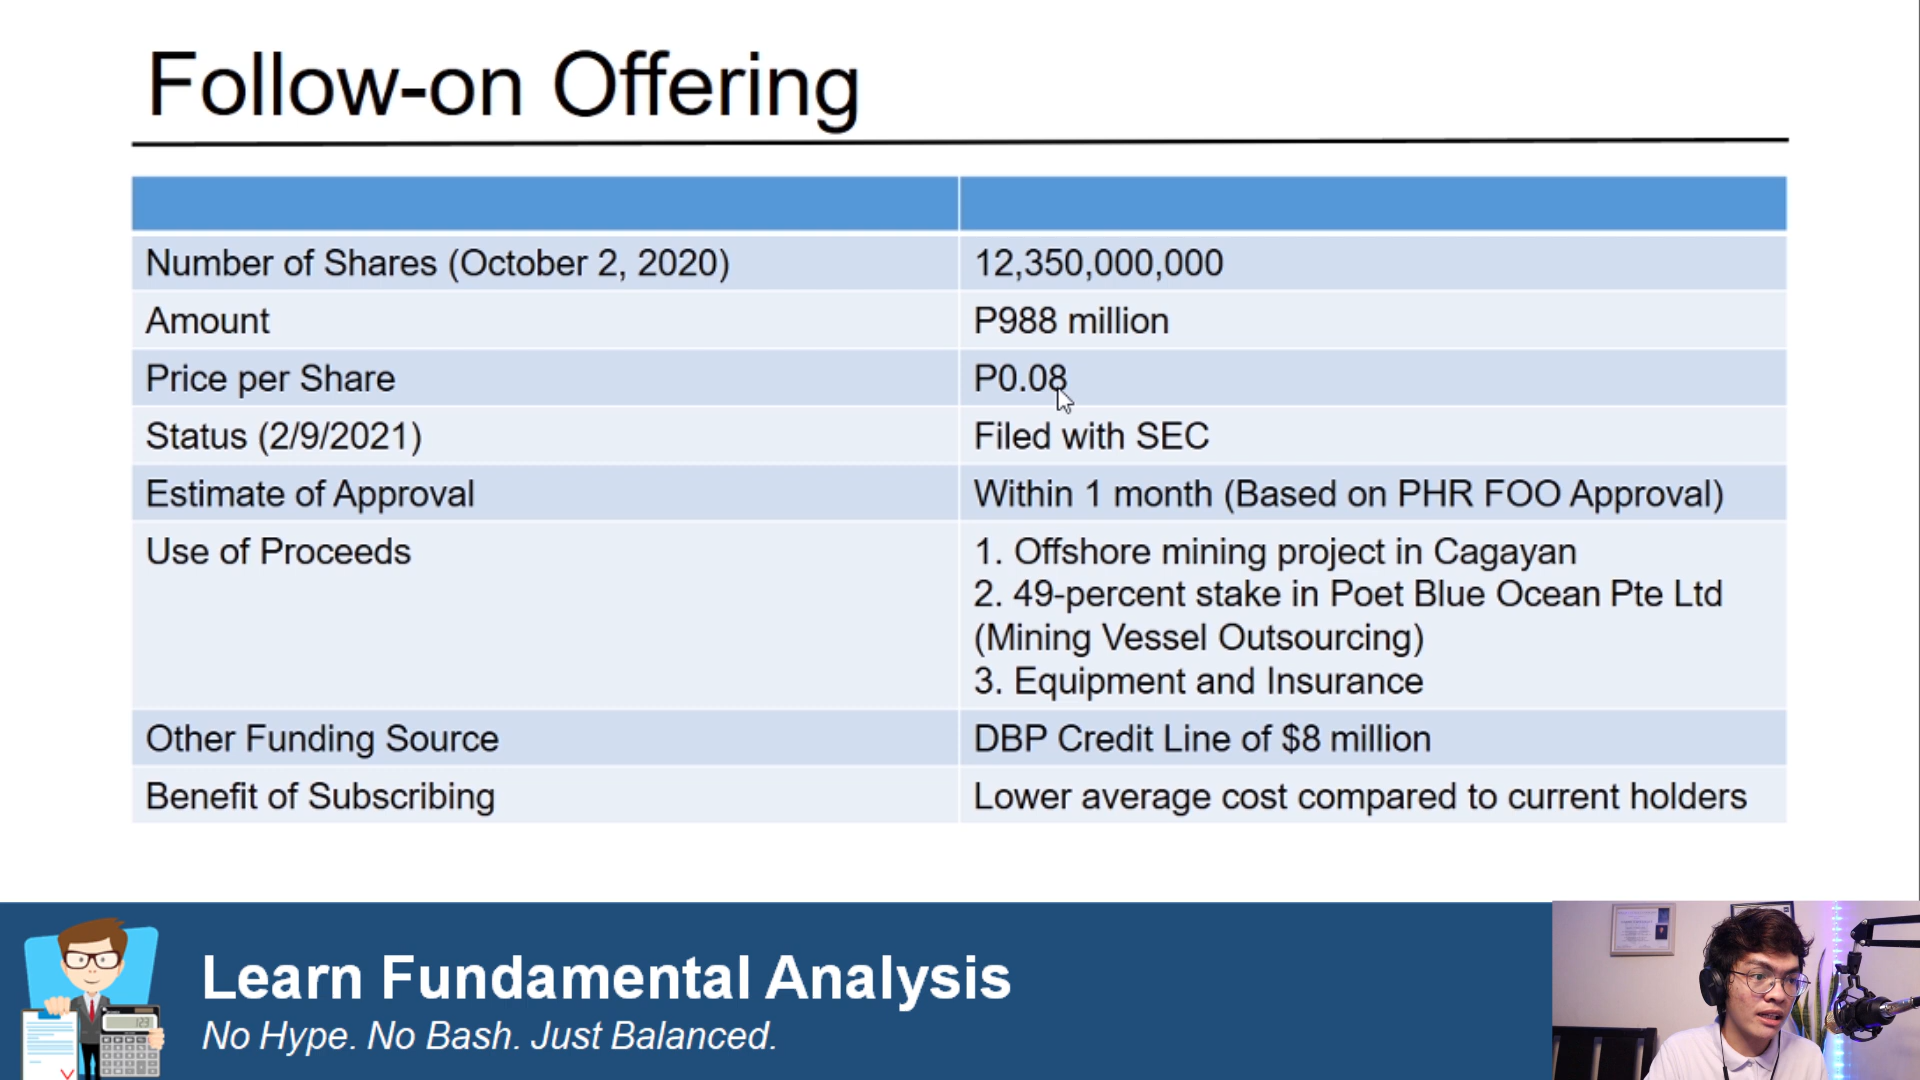 Follow-on Offering
Number of Shares (October 2, 2020)
12,350,000,000
Amount
P988 million
Price per Share
P0.08
Status (2/9/2021)
Filed with SEC
Estimate of Approval
Within 1 month (Based on PHR FOO Approval)
Use of Proceeds
1. Offshore mining project in Cagayan
2. 49-percent stake in Poet Blue Ocean Pte Ltd
(Mining Vessel Outsourcing)
3. Equipment and Insurance
Other Funding Source
DBP Credit Line of $8 million
Benefit of Subscribing
Lower average cost compared to current holders
Learn Fundamental Analysis
No Hype. No Bash. Just Balanced.
123